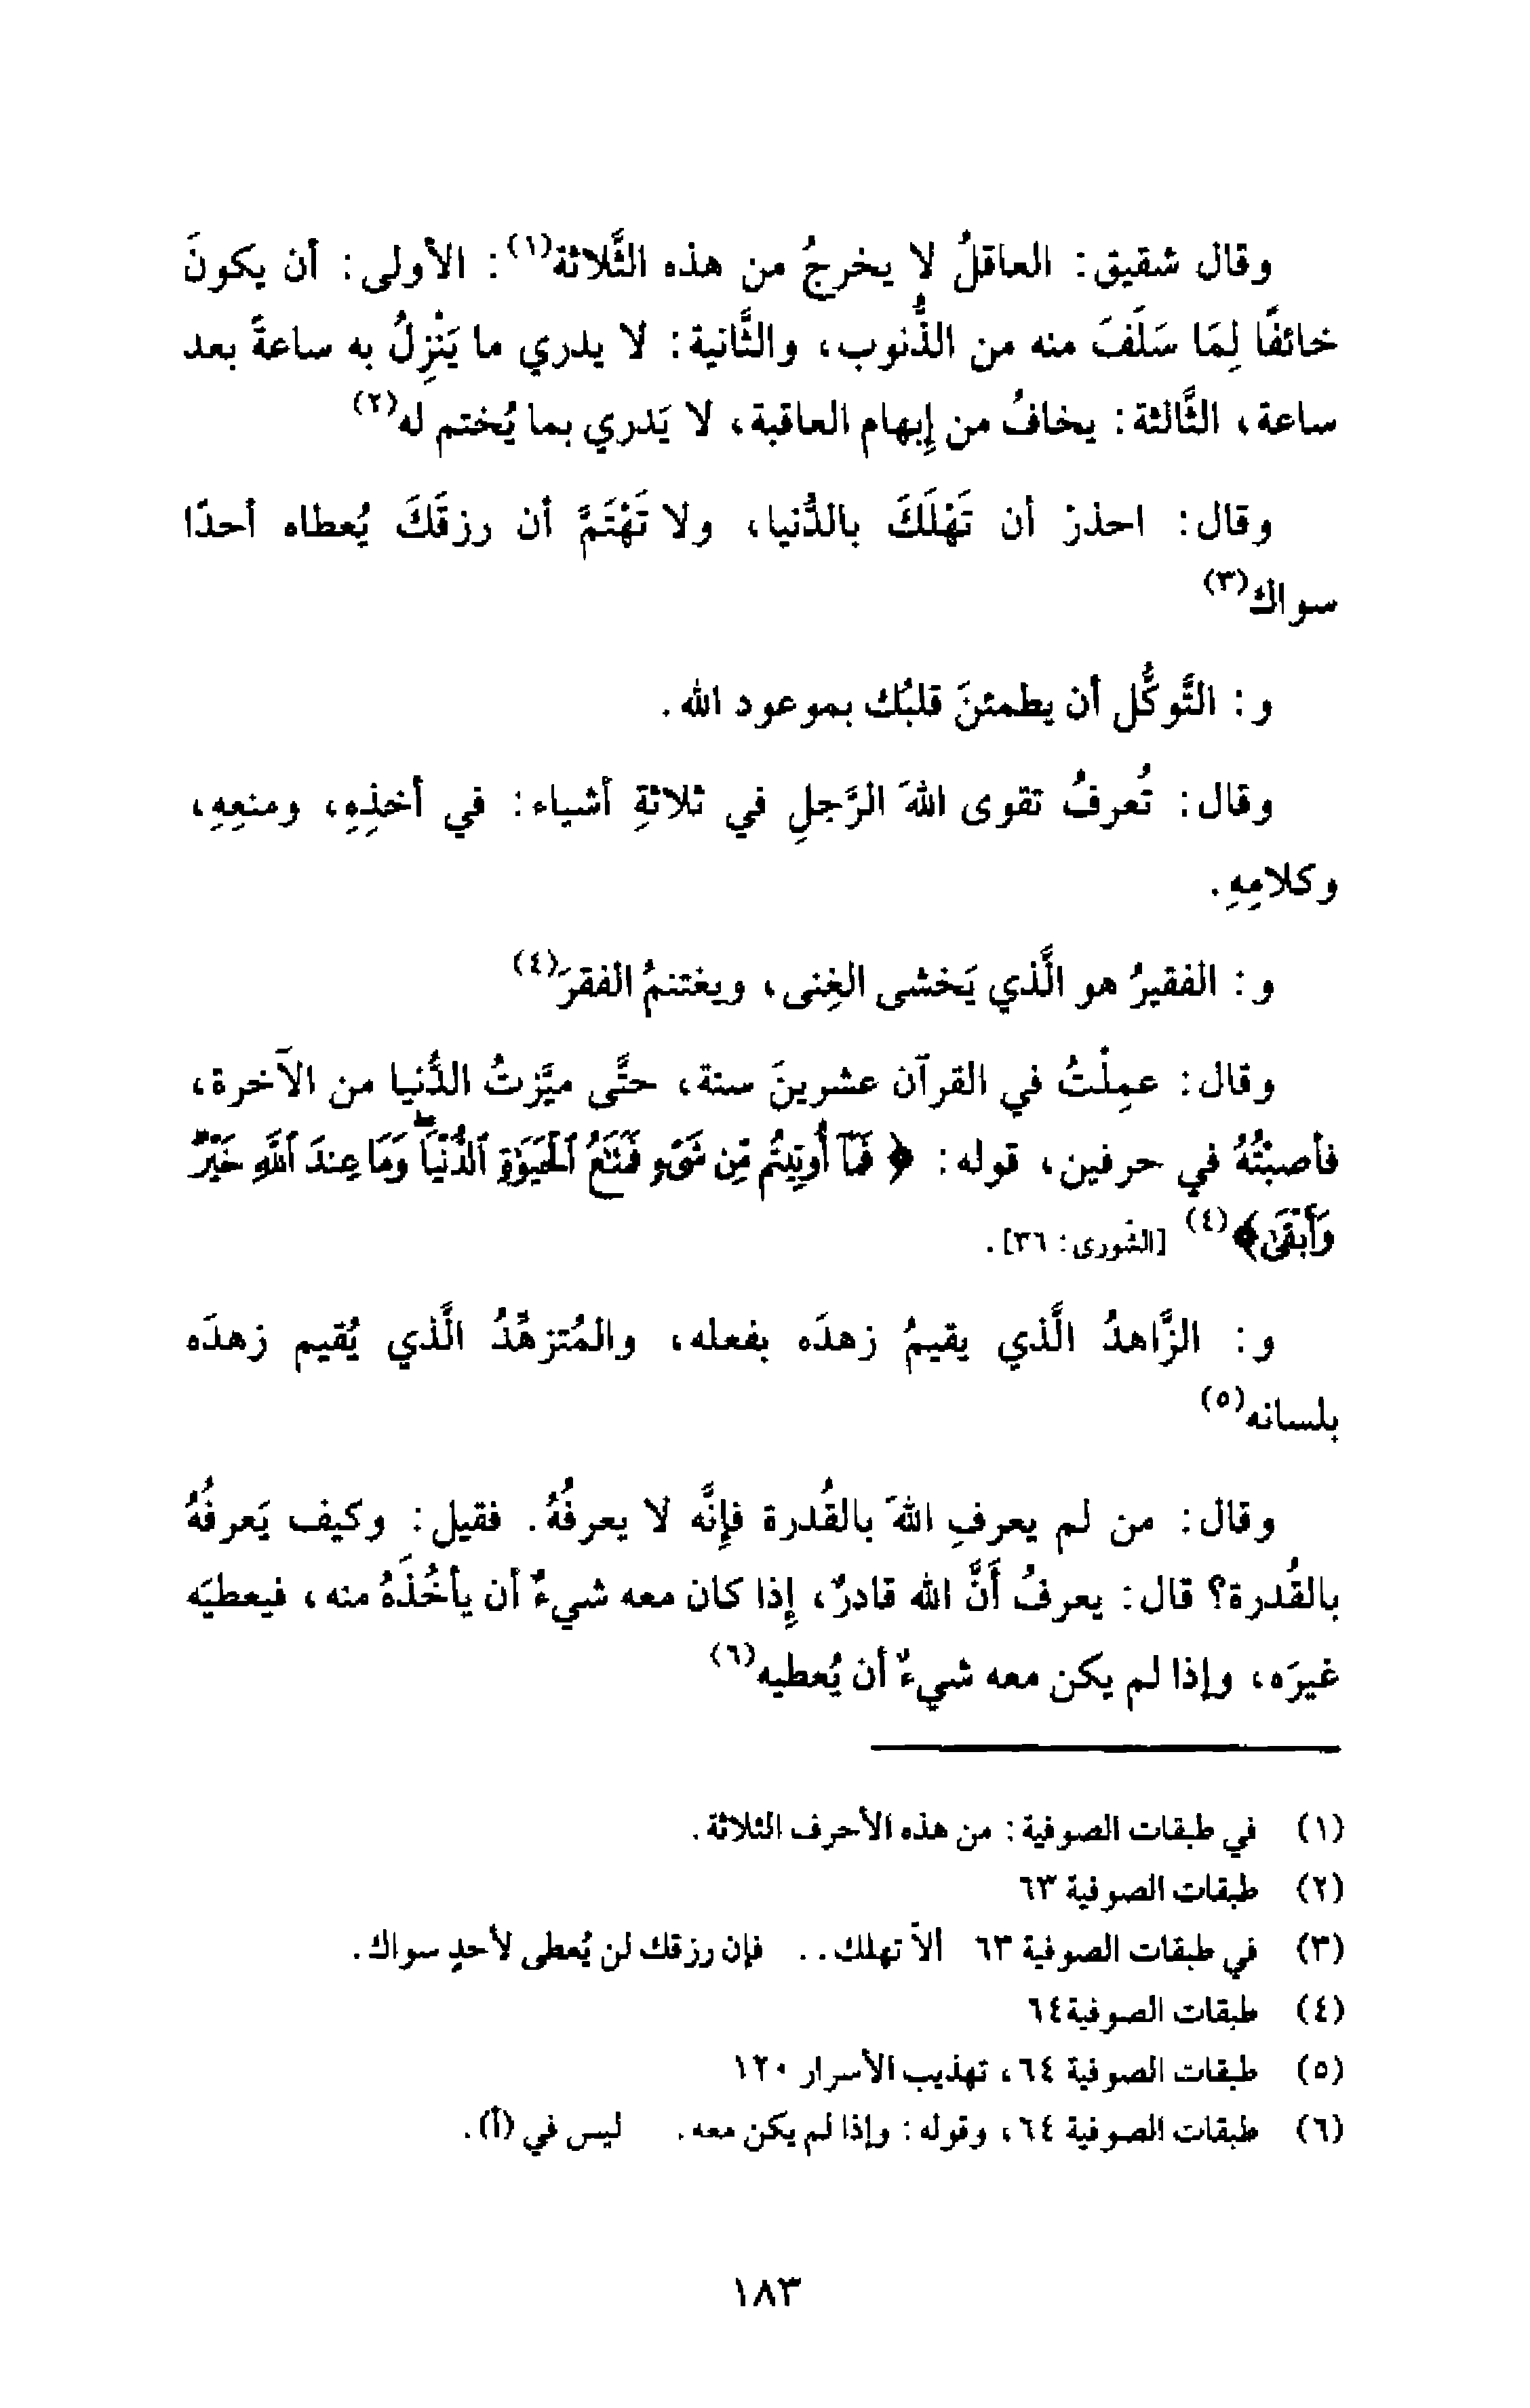 وقال شقيق: العاقلُ لا يخرجُ من هذه الثَّلاثة(١): الأولى: أن يكونَ
خائفًا لِمَا سَلَفَ منه من الذُّنوب، والثَّانية: لا يدري ما يَنْزِلُ به ساعةً بعد
ساعة، الثَّالثة: يخافُ من إبهام العاقبة، لا يَدري بما يُختم له(٢)
وقال: احذرْ أن تَهْلَكَ بالدُّنيا، ولا تَهْتَمَّ أن رزقَكَ يُعطاه أحدًا
سواك(٣)
و: التَّوكُّل أن يطمئنَ قلبُك بموعود الله.
وقال: تُعرفُ تقوى اللهَ الرَّجلِ في ثلاثةِ أشياء: في أخذِهِ، ومنعِهِ،
وكلامِهِ.
و: الفقيرُ هو الَّذي يَخشى الغِنى، ويغتنمُ الفقرَ(٤)
وقال: عمِلْتُ في القرآن عشرينَ سنة، حتَّى ميَّزتُ الدُّنيا من الآخرة،
فأصبْتُهُ في حرفين، قوله: ﴿ فَمَآ أُوتِيتُم مِّن شَىْءٍ فَمَتَٰعُ ٱلْحَيَوٰةِ ٱلدُّنْيَا ۖ وَمَا عِندَ ٱللَّهِ خَيْرٌ
وَأَبْقَىٰ﴾(٤) [الشُورى: ٣٦].
و: الزَّاهدُ الَّذي يقيمُ زهدَه بفعله، والمُتزهِّدُ الَّذي يُقيم زهدَه
بلسانه(٥)
وقال: من لم يعرفِ اللهَ بالقُدرة فإنَّه لا يعرفُهُ. فقيل: وكيف يَعرفُهُ
بالقُدرة؟ قال: يعرفُ أنَّ الله قادرٌ، إذا كان معه شيءٌ أن يأخُذَهُ منه، فيعطيَه
غيرَه، وإذا لم يكن معه شيءٌ أن يُعطيه(٦)
(١) في طبقات الصوفية: من هذه الأحرف الثلاثة.
(٢) طبقات الصوفية ٦٣
(٣) في طبقات الصوفية ٦٣ ألاّ تهلك.. فإن رزقك لن يُعطى لأحدٍ سواك.
(٤) طبقات الصوفية٦٤
(٥) طبقات الصوفية ٦٤، تهذيب الأسرار ١٢٠
(٦) طبقات الصوفية ٦٤، وقوله: وإذا لم يكن معه. ليس في (أ).
١٨٣